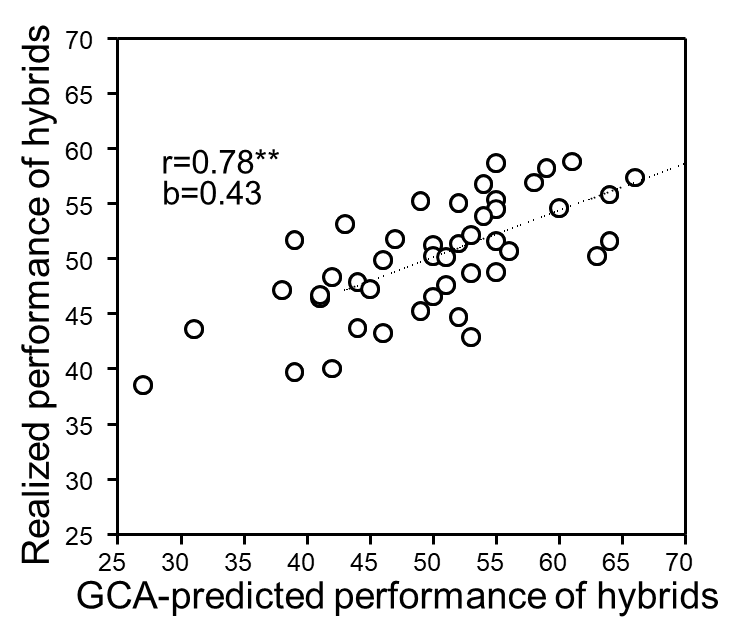 Realized performance of hybrids
70
65
60
55
50
45
40
35
30
25
r=0.78**
b=0.43
25 30 35 40 45 50 55 60 65 70
GCA-predicted performance of hybrids